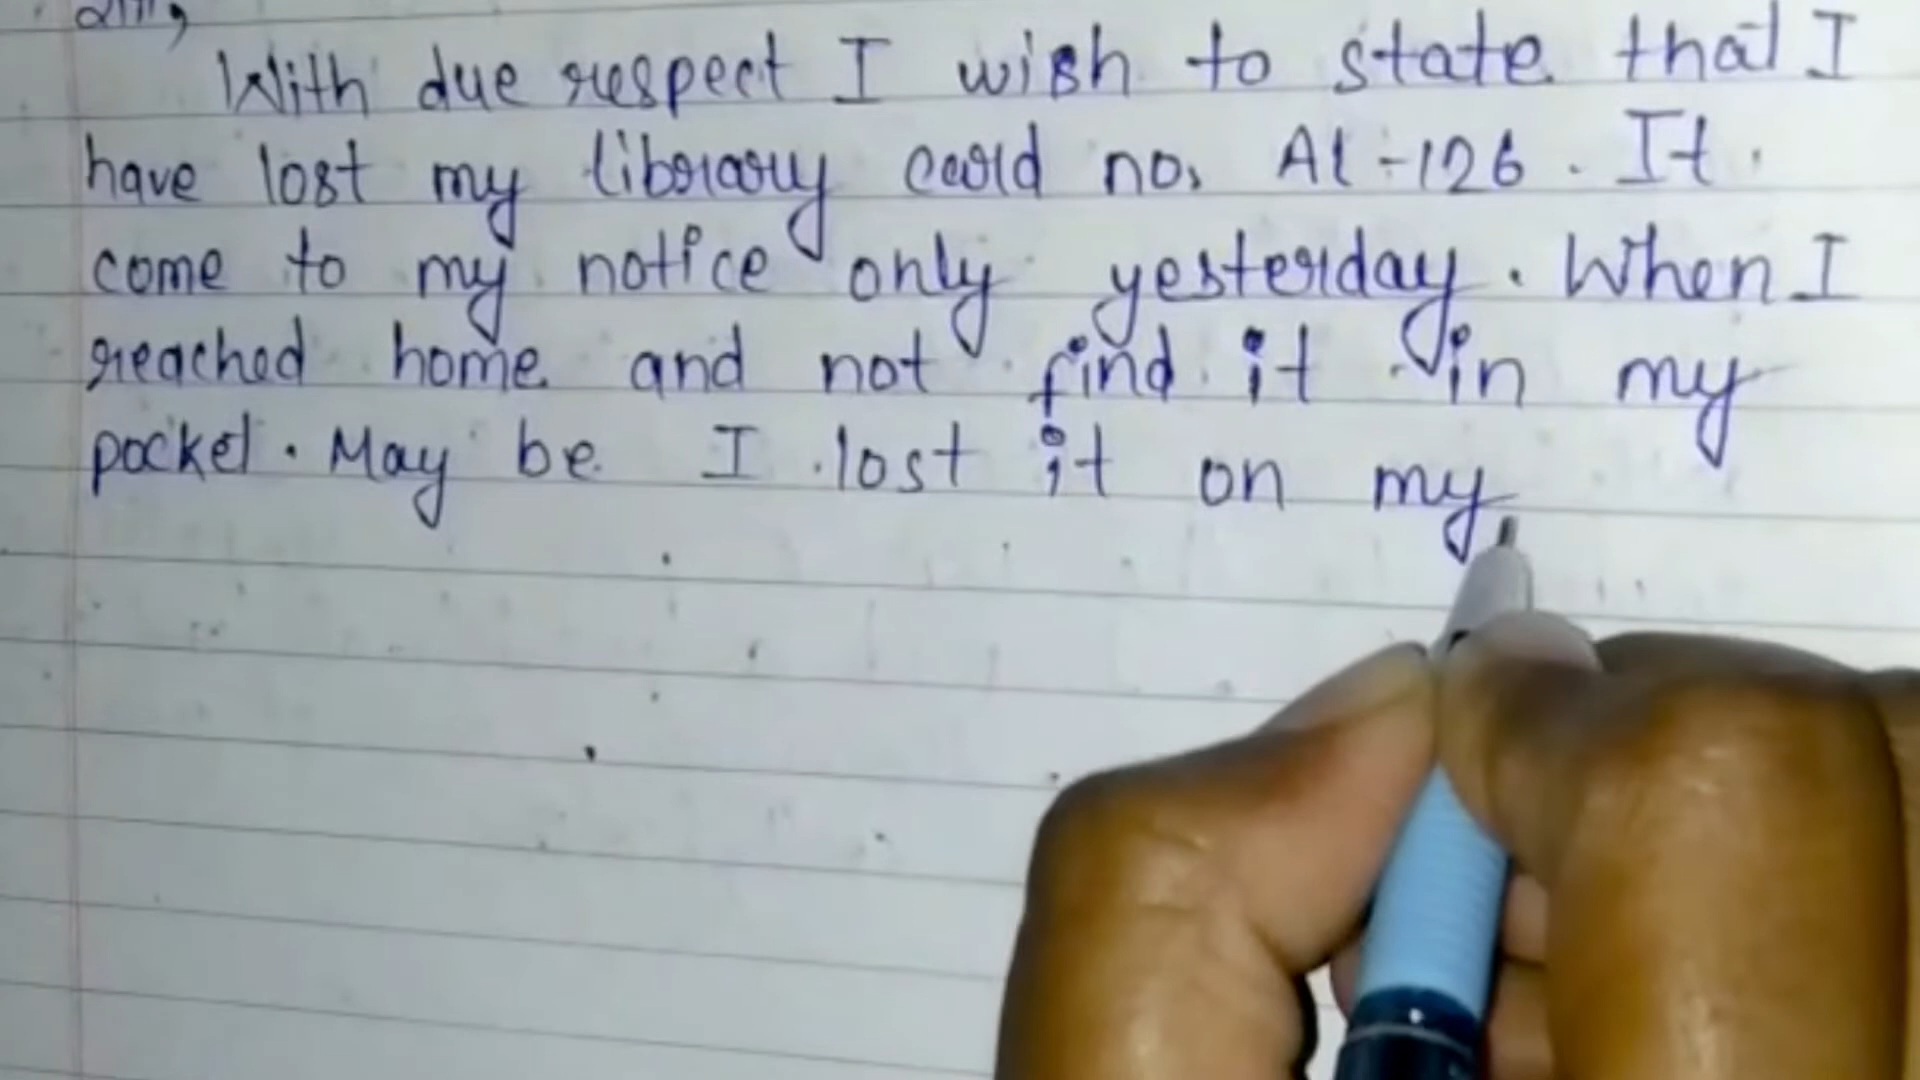 With due respect I wish to state that I
have lost my library card no. Al-126. It
come to my notice only yesterday. When I
reached home and not find it in my
pocket. May be I lost it on my